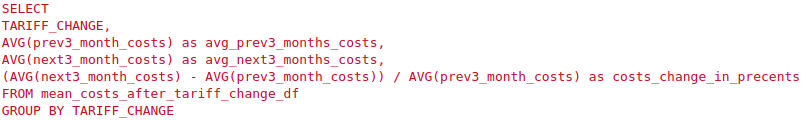 SELECT
TARIFF_CHANGE,
AVG(prev3_month_costs) as avg_prev3_months_costs,
AVG(next3_month_costs) as avg_next3_months_costs,
(AVG(next3_month_costs) - AVG(prev3_month_costs)) / AVG(prev3_month_costs) as costs_change_in_precents
FROM mean_costs_after_tariff_change_df
GROUP BY TARIFF_CHANGE